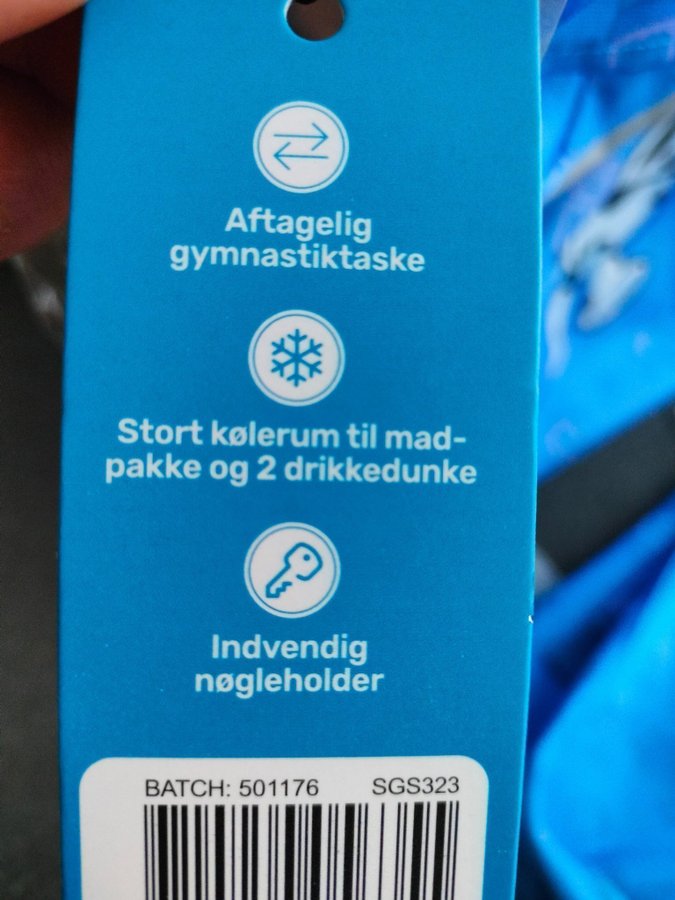 Aftagelig
gymnastiktaske
Stort kølerum til mad-
pakke og 2 drikkedunke
Indvendig
nøgleholder
BATCH: 501176 SGS323